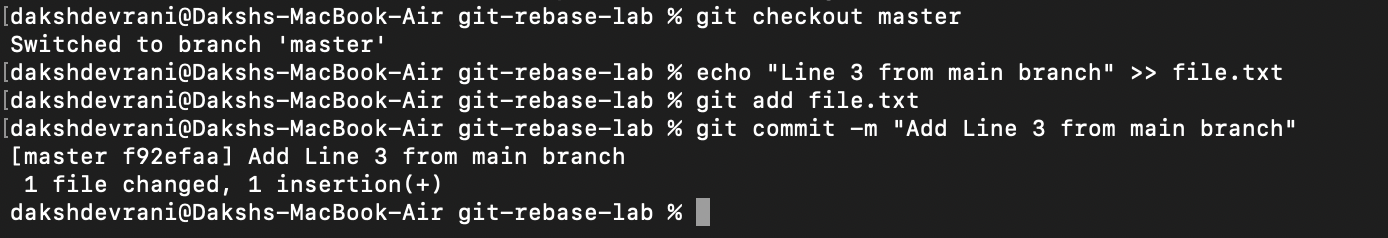 [dakshdevrani@Dakshs-MacBook-Air git-rebase-lab % git checkout master
Switched to branch 'master'
[dakshdevrani@Dakshs-MacBook-Air git-rebase-lab % echo "Line 3 from main branch" >> file.txt
[dakshdevrani@Dakshs-MacBook-Air git-rebase-lab % git add file.txt
[dakshdevrani@Dakshs-MacBook-Air git-rebase-lab % git commit -m "Add Line 3 from main branch"
[master f92efaa] Add Line 3 from main branch
 1 file changed, 1 insertion(+)
dakshdevrani@Dakshs-MacBook-Air git-rebase-lab %